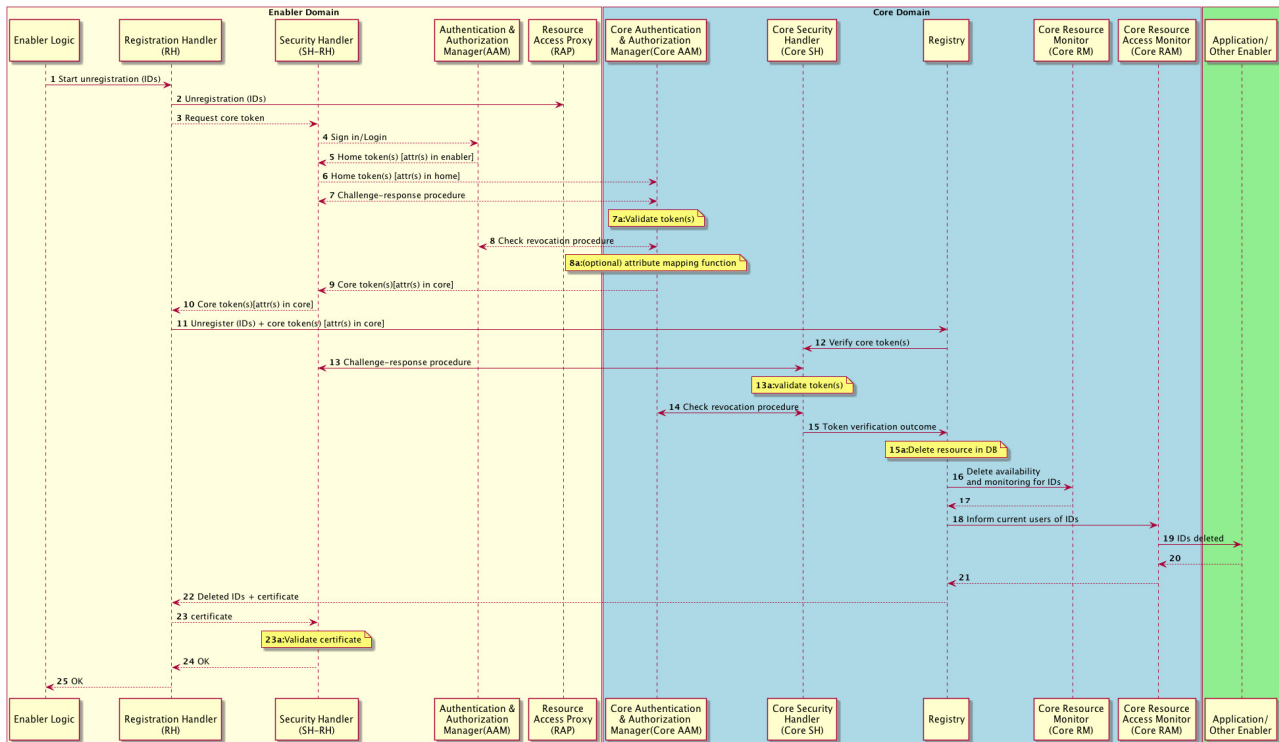 Enabler Domain
Core Domain
Enabler Logic
Registration Handler
(RH)
Security Handler
(SH-RH)
Authentication &
Authorization
Manager(AAM)
Resource
Access Proxy
(RAP)
Core Authentication
& Authorization
Manager(Core AAM)
Core Security
Handler
(Core SH)
Registry
Core Resource
Monitor
(Core RM)
Core Resource
Access Monitor
(Core RAM)
Application/
Other Enabler
1 Start unregistration (IDs)
2 Unregistration (IDs)
3 Request core token
4 Sign in/Login
5 Home token(s) [attr(s) in enabler]
6 Home token(s) [attr(s) in home]
7 Challenge-response procedure
7a:Validate token(s)
8 Check revocation procedure
8a:(optional) attribute mapping function
9 Core token(s)[attr(s) in core]
10 Core token(s)[attr(s) in core]
11 Unregister (IDs) + core token(s) [attr(s) in core]
12 Verify core token(s)
13 Challenge-response procedure
13a:validate token(s)
14 Check revocation procedure
15 Token verification outcome
15a:Delete resource in DB
16 Delete availability
and monitoring for IDs
17
18 Inform current users of IDs
19 IDs deleted
20
21
22 Deleted IDs + certificate
23 certificate
23a:Validate certificate
24 OK
25 OK
Enabler Logic
Registration Handler
(RH)
Security Handler
(SH-RH)
Authentication &
Authorization
Manager(AAM)
Resource
Access Proxy
(RAP)
Core Authentication
& Authorization
Manager(Core AAM)
Core Security
Handler
(Core SH)
Registry
Core Resource
Monitor
(Core RM)
Core Resource
Access Monitor
(Core RAM)
Application/
Other Enabler